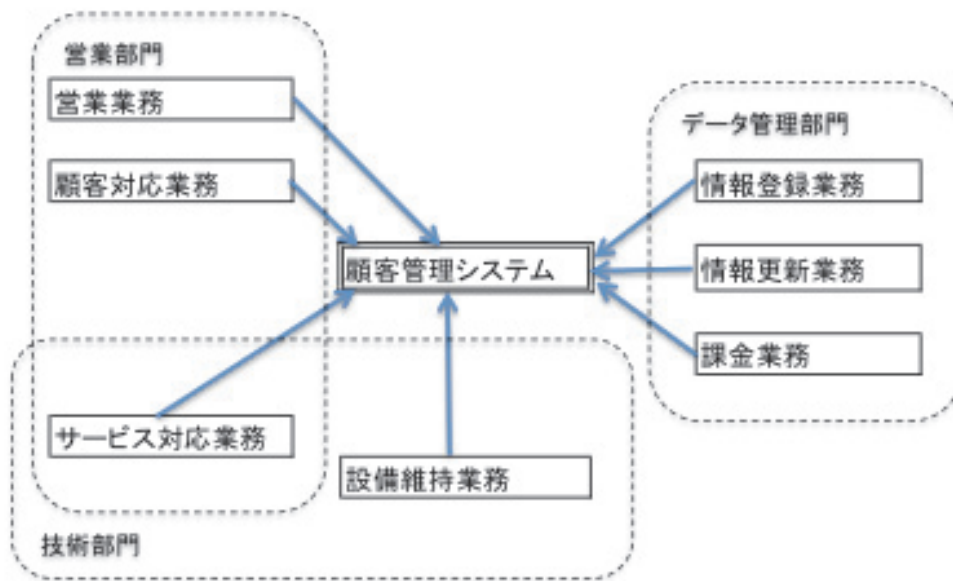 営業部門
営業業務
データ管理部門
顧客対応業務
情報登録業務
顧客管理システム
情報更新業務
課金業務
サービス対応業務
設備維持業務
技術部門